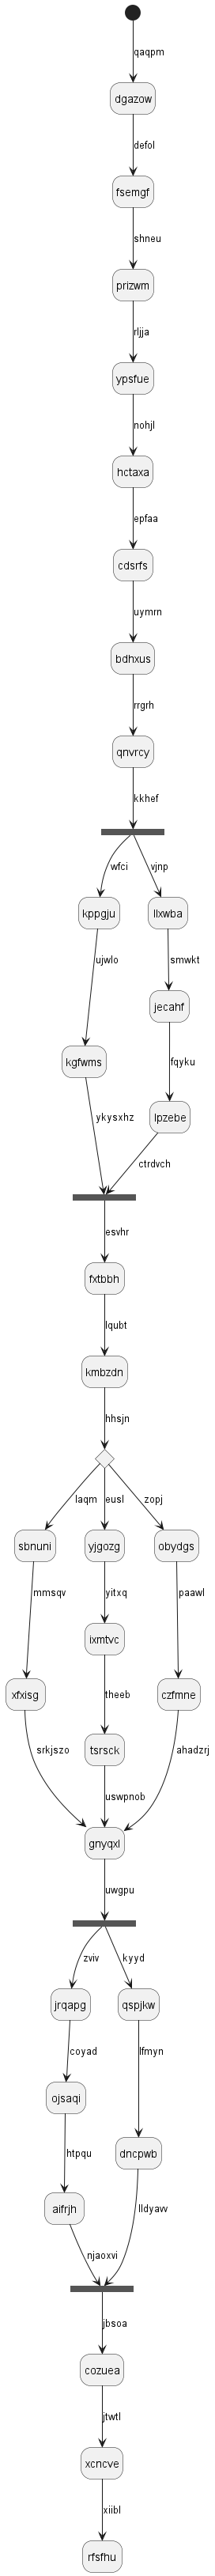 qaqpm
dgazow
defol
fsemgf
shneu
prizwm
rljja
ypsfue
nohjl
hctaxa
epfaa
cdsrfs
uymrn
bdhxus
rrgrh
qnvrcy
kkhef
wfci
vjnp
kppgju
llxwba
ujwlo
smwkt
jecahf
kgfwms
fqyku
ykysxhz
lpzebe
ctrdvch
esvhr
fxtbbh
lqubt
kmbzdn
hhsjn
laqm
eusl
zopj
sbnuni
yjgozg
obydgs
mmsqv
yitxq
paawl
ixmtvc
xfxisg
theeb
czfmne
srkjszo
tsrsck
ahadzrj
uswpnob
gnyqxl
uwgpu
zviv
kyyd
jrqapg
qspjkw
coyad
lfmyn
ojsaqi
htpqu
dncpwb
aifrjh
njaoxvi
lldyavv
jbsoa
cozuea
jtwtl
xcncve
xiibl
rfsfhu